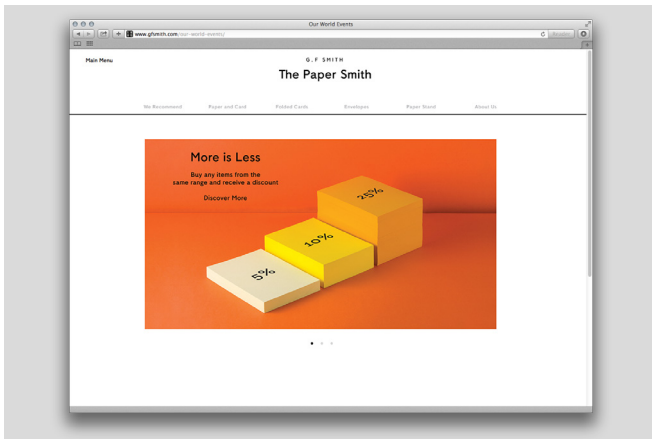 Our World Events
www.gfsmith.com/our-world-events/
Reader
Main Menu
G.F SMITH
The Paper Smith
We Recommend
Paper and Card
Folded Cards
Envelopes
Paper Stand
About Us
More is Less
Buy any items from the
same range and receive a discount
Discover More
5%
10%
25%